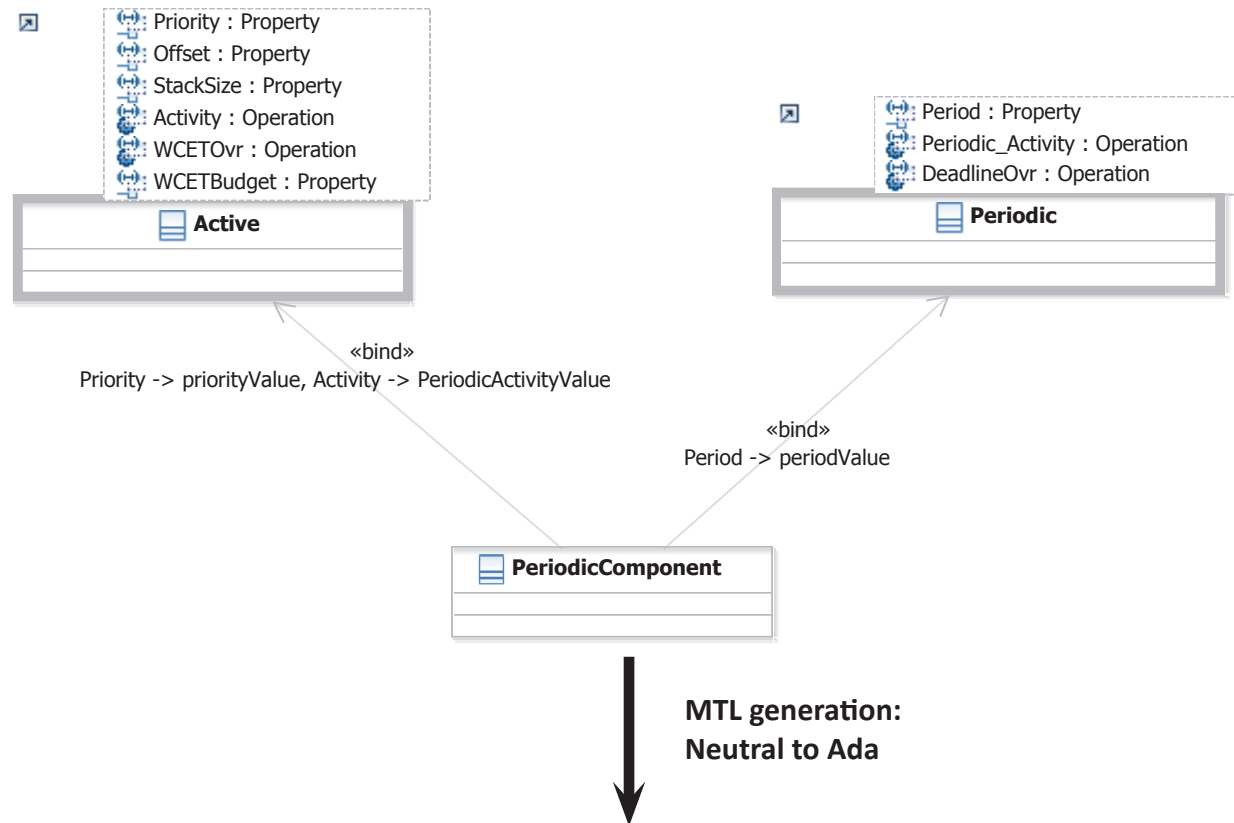 Priority : Property
Offset : Property
StackSize : Property
Activity : Operation
WCETOvr : Operation
WCETBudget : Property
Active
Period : Property
Periodic_Activity : Operation
DeadlineOvr : Operation
Periodic
«bind»
Priority -> priorityValue, Activity -> PeriodicActivityValue
«bind»
Period -> periodValue
PeriodicComponent
MTL generation:
Neutral to Ada